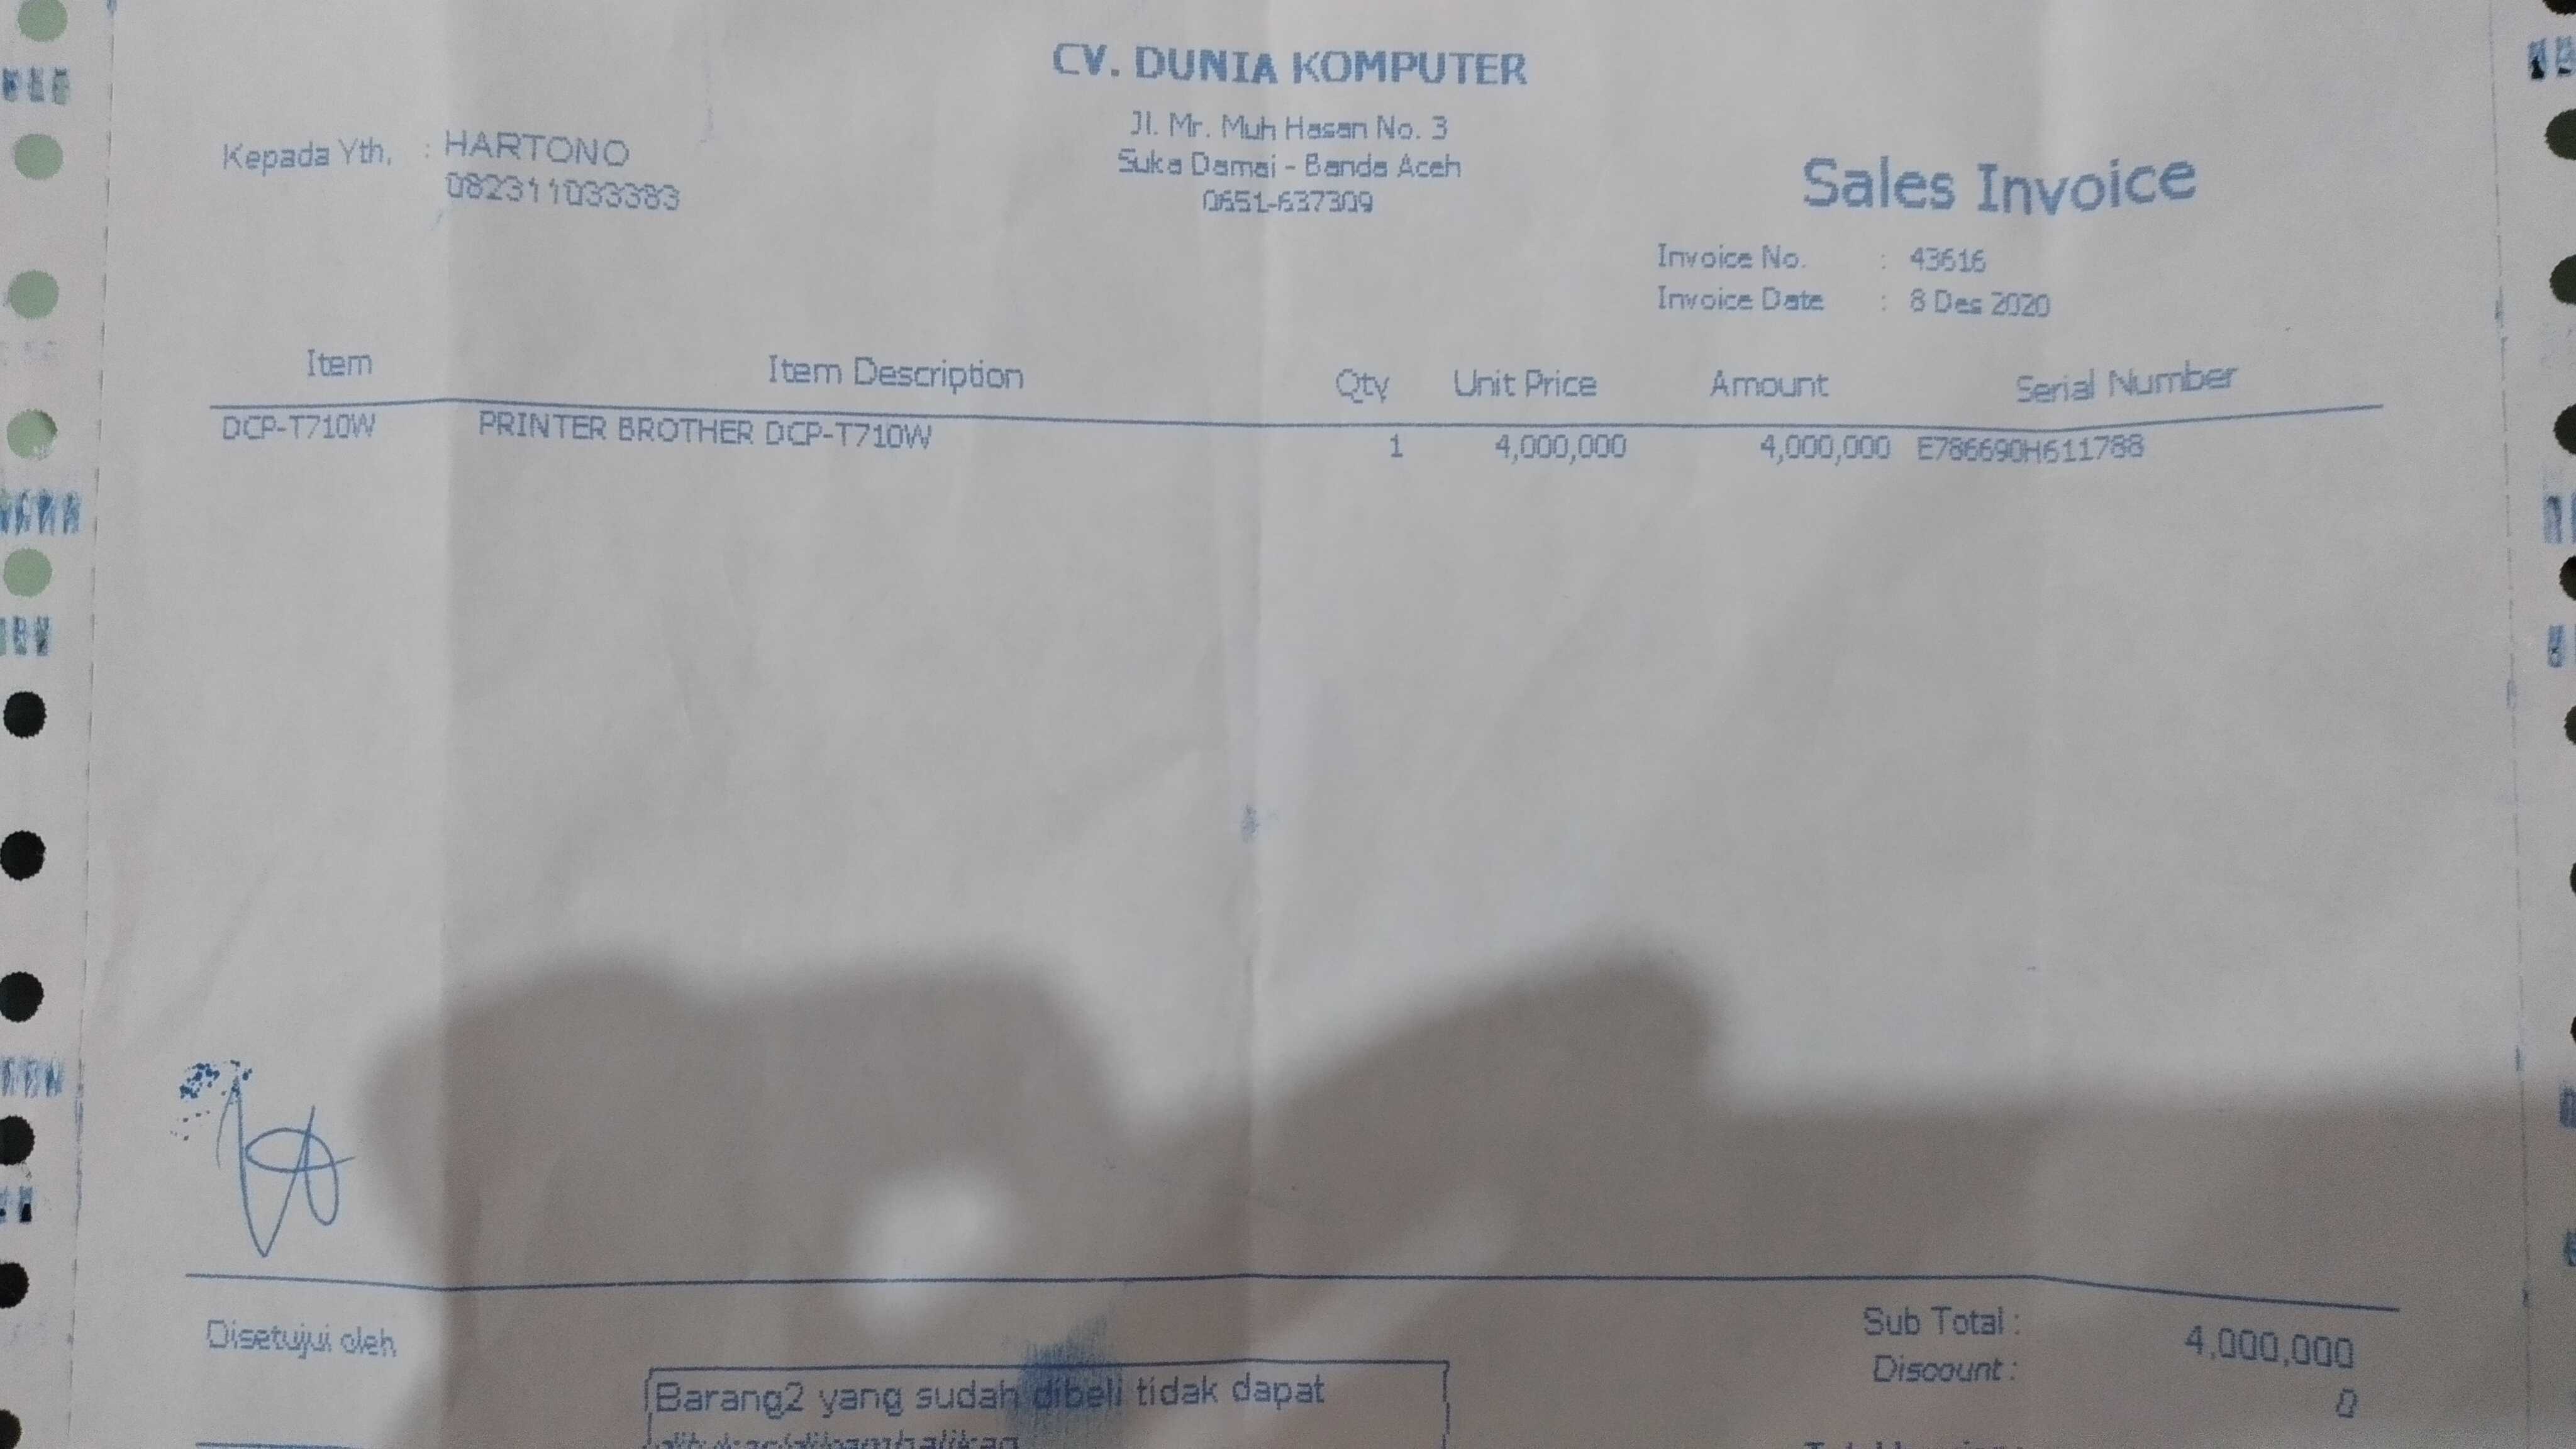 CV. DUNIA KOMPUTER
Jl. Mr. Muh Hasan No. 3
Suka Damai - Banda Aceh
0651-637309
Kepada Yth, : HARTONO
082311033383
Sales Invoice
Invoice No. : 43616
Invoice Date : 8 Des 2020
Item Item Description Qty Unit Price Amount Serial Number
DCP-T710W PRINTER BROTHER DCP-T710W 1 4,000,000 4,000,000 E786690H611788
Disetujui oleh
Sub Total : 4,000,000
Discount : 0
Barang2 yang sudah dibeli tidak dapat